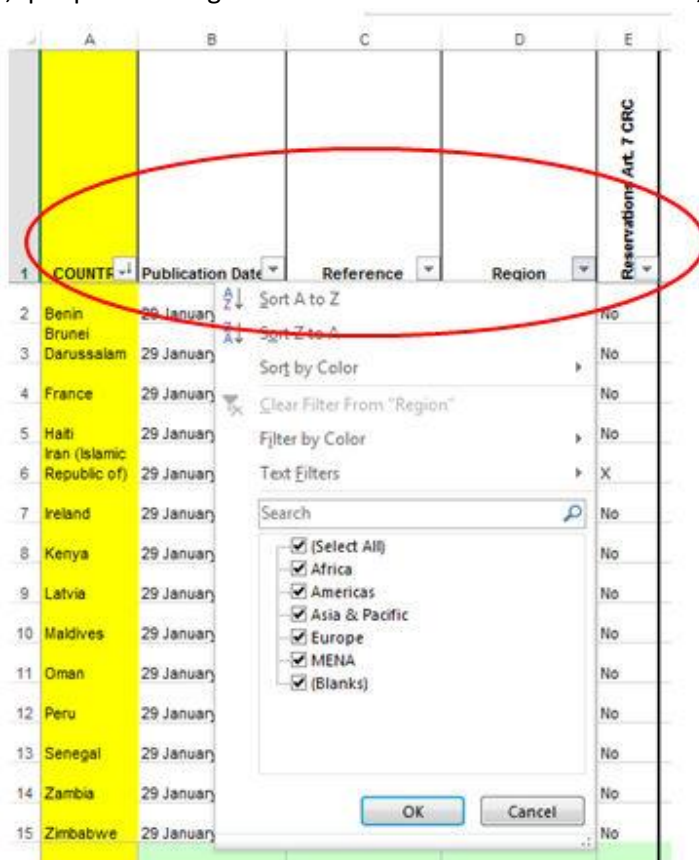 A B C D E
Reservations Art. 7 CRC
1 COUNTR Publication Date Reference Region
Sort A to Z
2 Benin 29 January No
Sort Z to A
3 Brunei Darussalam 29 January No
Sort by Color
4 France 29 January No
Clear Filter From "Region"
5 Haiti 29 January No
Filter by Color
6 Iran (Islamic Republic of) 29 January X
Text Filters
7 Ireland 29 January No
Search
(Select All)
8 Kenya 29 January No
Africa
9 Latvia 29 January No
Americas
Asia & Pacific
10 Maldives 29 January No
Europe
MENA
11 Oman 29 January No
(Blanks)
12 Peru 29 January No
13 Senegal 29 January No
14 Zambia 29 January No
OK Cancel
15 Zimbabwe 29 January No